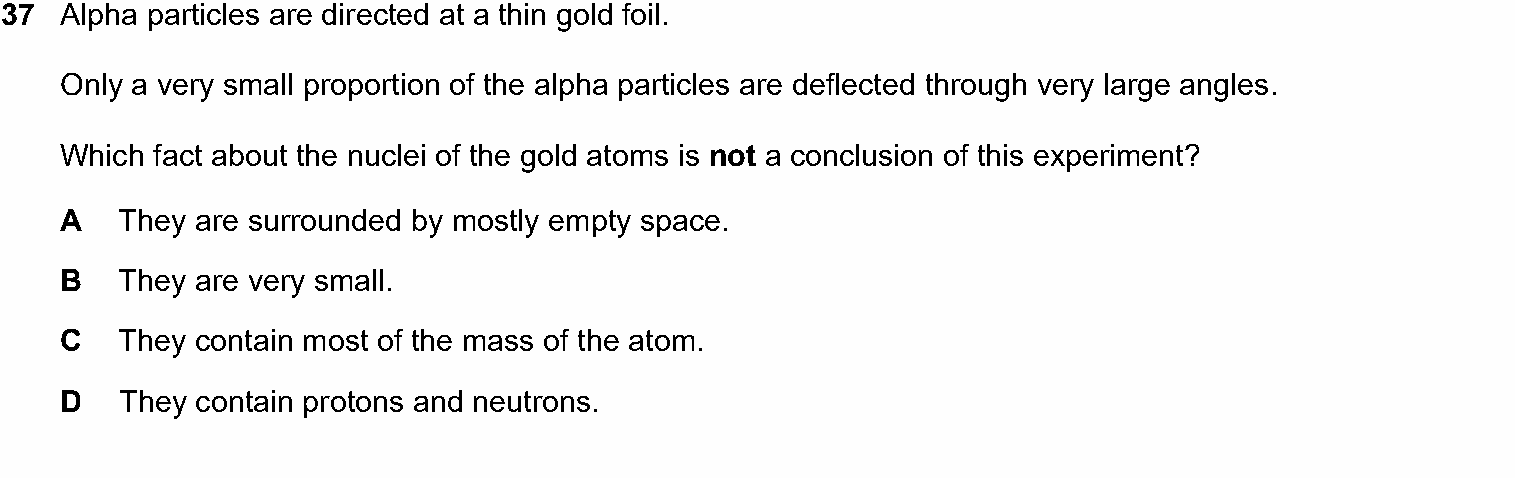 37 Alpha particles are directed at a thin gold foil.
Only a very small proportion of the alpha particles are deflected through very large angles.
Which fact about the nuclei of the gold atoms is not a conclusion of this experiment?
A They are surrounded by mostly empty space.
B They are very small.
C They contain most of the mass of the atom.
D They contain protons and neutrons.